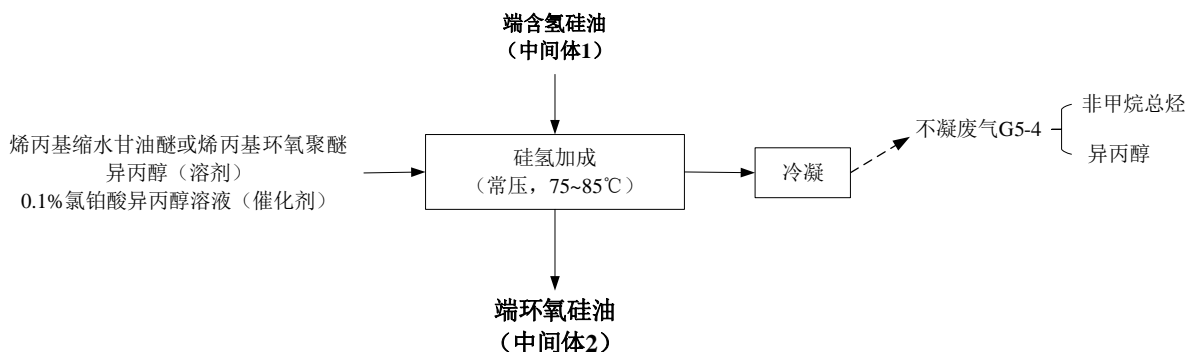 端含氢硅油
（中间体1）
烯丙基缩水甘油醚或烯丙基环氧聚醚
异丙醇（溶剂）
0.1%氯铂酸异丙醇溶液（催化剂）
硅氢加成
（常压，75~85℃）
冷凝
不凝废气G5-4
非甲烷总烃
异丙醇
端环氧硅油
（中间体2）